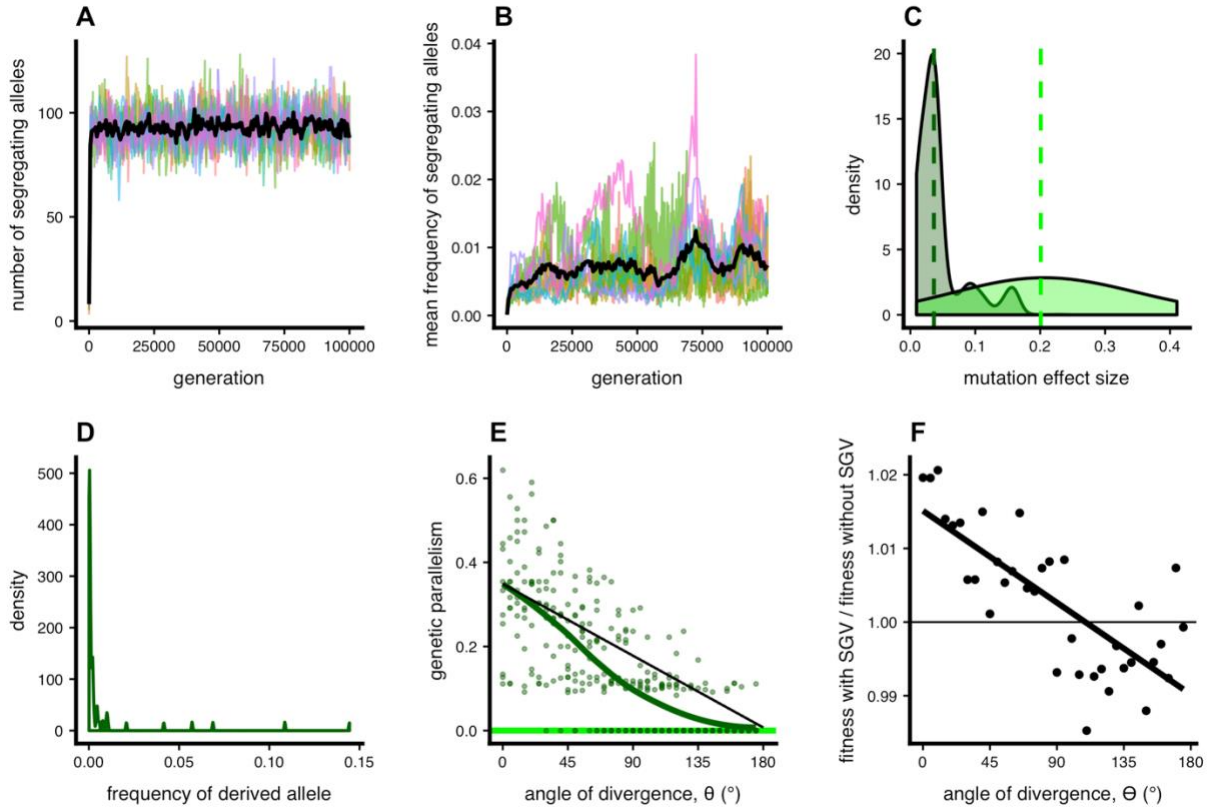 A
number of segregating alleles
100
50
0
0 25000 50000 75000 100000
generation
B
mean frequency of segregating alleles
0.04
0.03
0.02
0.01
0.00
0 25000 50000 75000 100000
generation
C
density
20
15
10
5
0
0.0 0.1 0.2 0.3 0.4
mutation effect size
D
density
500
400
300
200
100
0
0.00 0.05 0.10 0.15
frequency of derived allele
E
genetic parallelism
0.6
0.4
0.2
0.0
0 45 90 135 180
angle of divergence, θ (°)
F
fitness with SGV / fitness without SGV
1.02
1.01
1.00
0.99
0 45 90 135 180
angle of divergence, Θ (°)